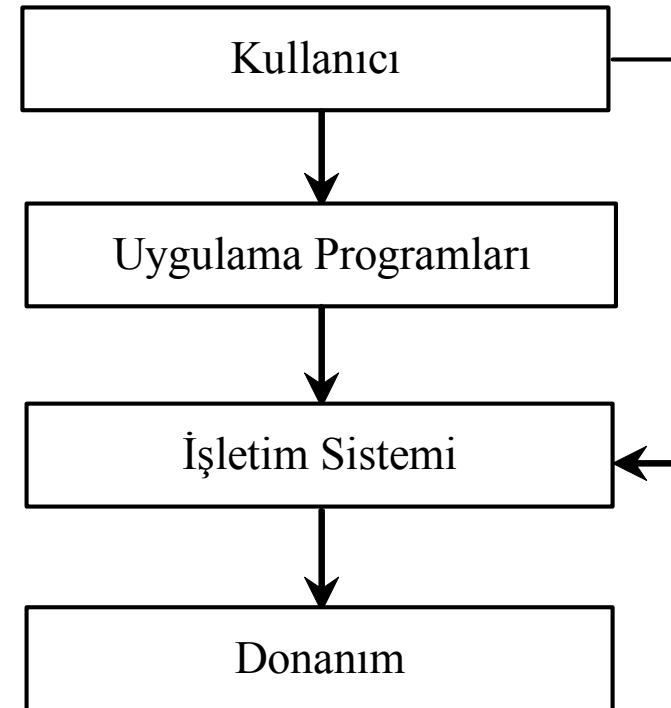 Kullanıcı
Uygulama Programları
İşletim Sistemi
Donanım